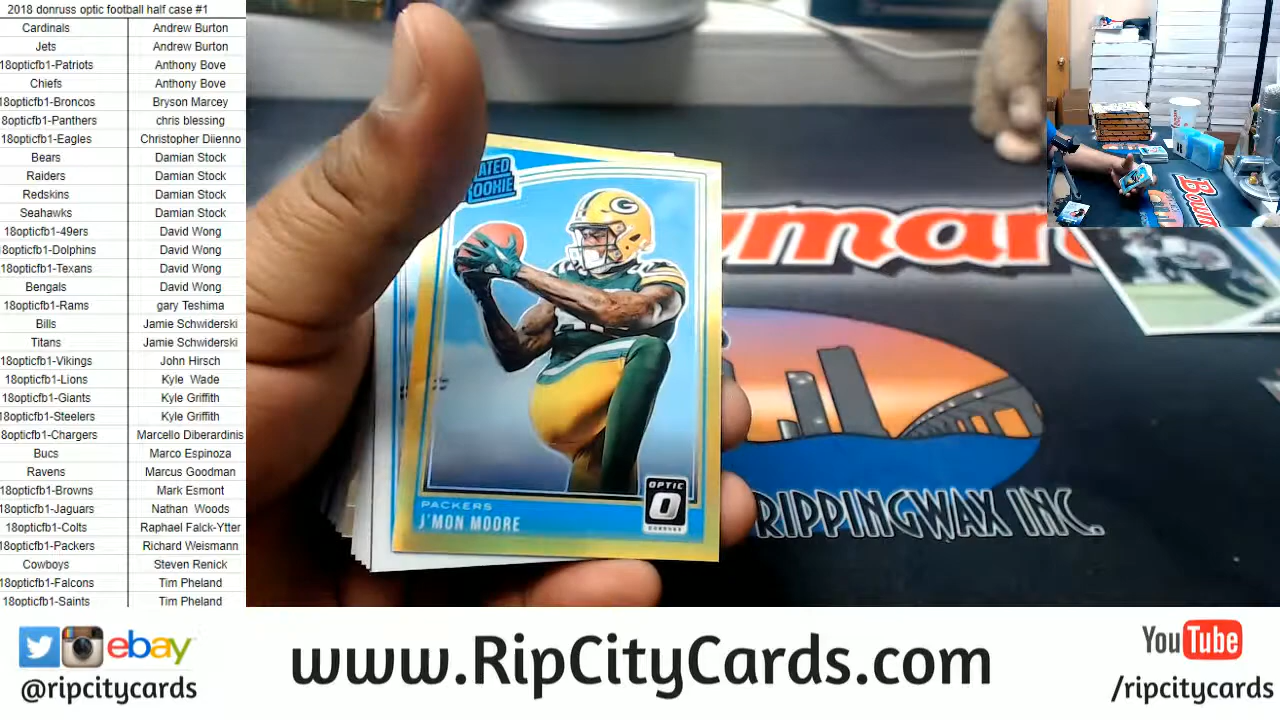 2018 donruss optic football half case #1
Cardinals Andrew Burton
Jets Andrew Burton
18opticfb1-Patriots Anthony Bove
Chiefs Anthony Bove
18opticfb1-Broncos Bryson Marcey
8opticfb1-Panthers chris blessing
18opticfb1-Eagles Christopher Diienno
Bears Damian Stock
Raiders Damian Stock
Redskins Damian Stock
Seahawks Damian Stock
18opticfb1-49ers David Wong
8opticfb1-Dolphins David Wong
18opticfb1-Texans David Wong
Bengals David Wong
18opticfb1-Rams gary Teshima
Bills Jamie Schwiderski
Titans Jamie Schwiderski
18opticfb1-Vikings John Hirsch
18opticfb1-Lions Kyle Wade
18opticfb1-Giants Kyle Griffith
18opticfb1-Steelers Kyle Griffith
8opticfb1-Chargers Marcello Diberardinis
Bucs Marco Espinoza
Ravens Marcus Goodman
18opticfb1-Browns Mark Esmont
18opticfb1-Jaguars Nathan Woods
18opticfb1-Colts Raphael Falck-Ytter
18opticfb1-Packers Richard Weismann
Cowboys Steven Renick
18opticfb1-Falcons Tim Pheland
18opticfb1-Saints Tim Pheland
ATED
ROOKIE
G
OPTIC
O
DONRUSS
PACKERS
J'MON MOORE
RIPPINGWAX INC.
ebay
@ripcitycards
www.RipCityCards.com
YouTube
/ripcitycards